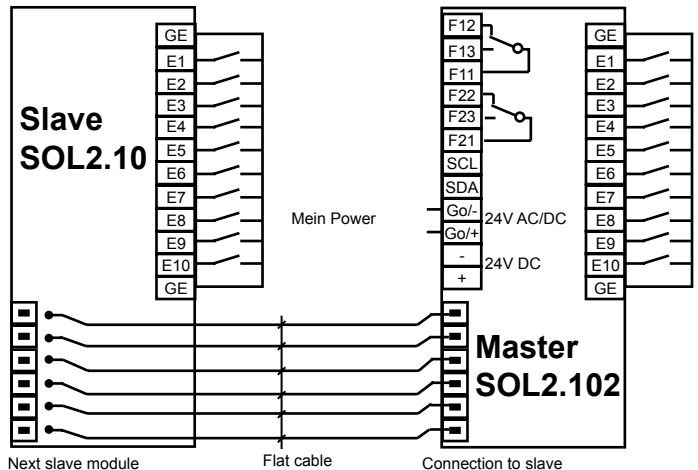 GE
E1
E2
E3
E4
E5
E6
E7
E8
E9
E10
GE
Slave
SOL2.10
Mein Power
F12
F13
F11
F22
F23
F21
SCL
SDA
Go/-
Go/+
-
+
24V AC/DC
24V DC
GE
E1
E2
E3
E4
E5
E6
E7
E8
E9
E10
GE
Master
SOL2.102
Next slave module
Flat cable
Connection to slave